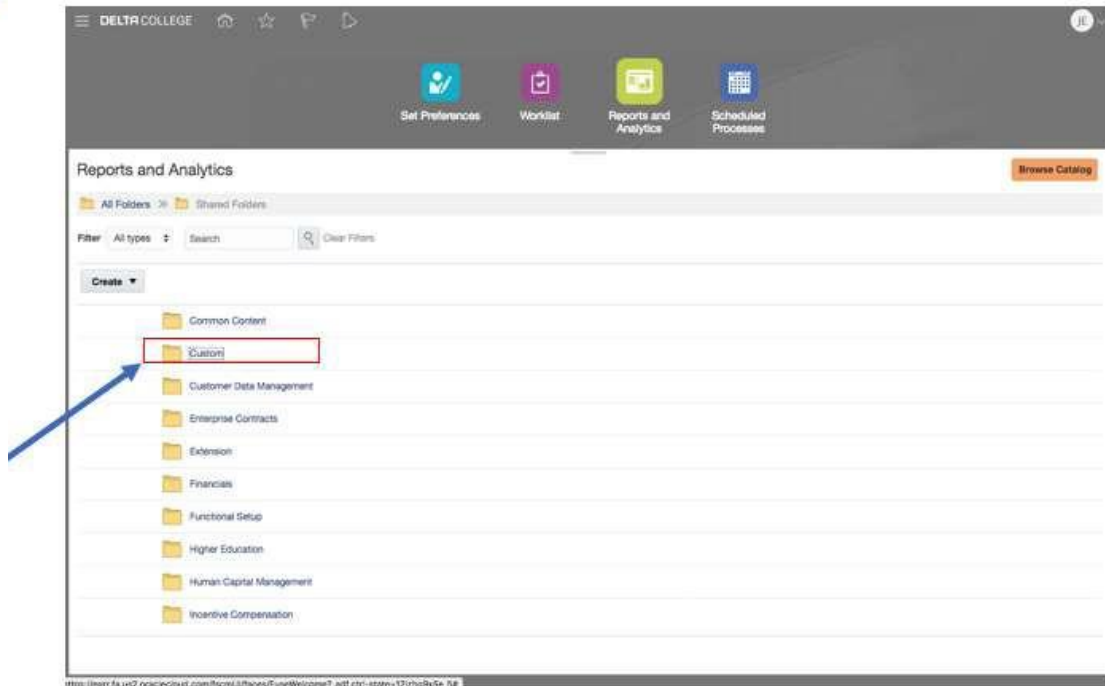 DELTA COLLEGE
JE
Set Preferences
Worklist
Reports and Analytics
Scheduled Processes
Reports and Analytics
Browse Catalog
All Folders >> Shared Folders
Filter All types Search Clear Filters
Create
Common Content
Custom
Customer Data Management
Enterprise Contracts
Extension
Financials
Functional Setup
Higher Education
Human Capital Management
Incentive Compensation